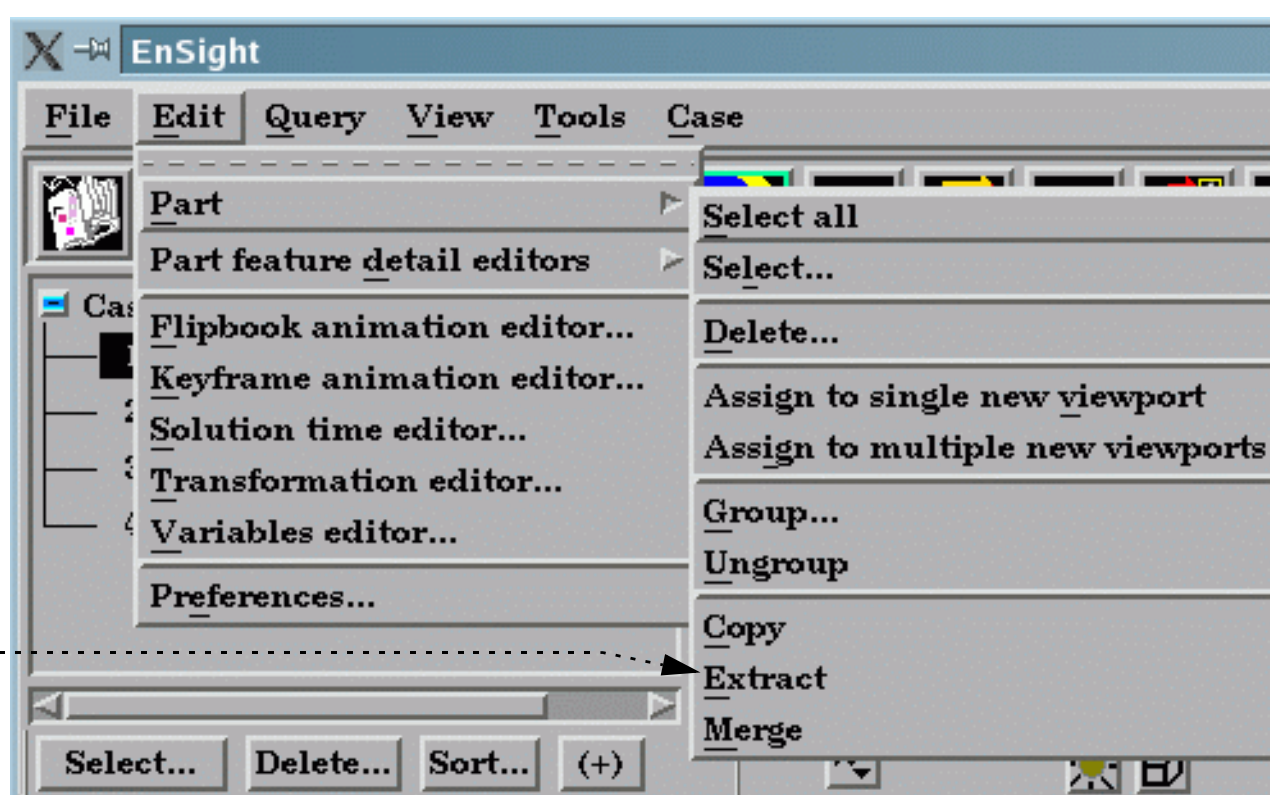 EnSight
File Edit Query View Tools Case
Part
Part feature detail editors
Flipbook animation editor...
Keyframe animation editor...
Solution time editor...
Transformation editor...
Variables editor...
Preferences...
Select all
Select...
Delete...
Assign to single new viewport
Assign to multiple new viewports
Group...
Ungroup
Copy
Extract
Merge
Select... Delete... Sort... (+)